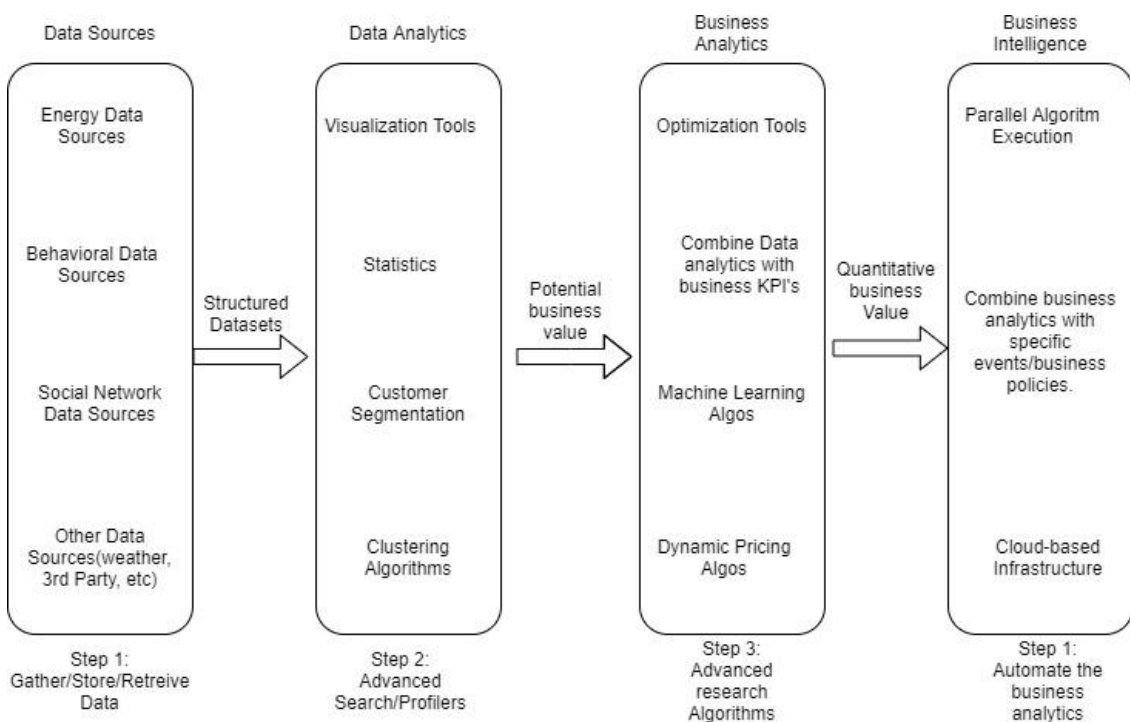 Data Sources
Energy Data
Sources
Behavioral Data
Sources
Social Network
Data Sources
Other Data
Sources(weather,
3rd Party, etc)
Step 1:
Gather/Store/Retreive
Data
Structured
Datasets
Data Analytics
Visualization Tools
Statistics
Customer
Segmentation
Clustering
Algorithms
Step 2:
Advanced
Search/Profilers
Potential
business
value
Business
Analytics
Optimization Tools
Combine Data
analytics with
business KPI's
Machine Learning
Algos
Dynamic Pricing
Algos
Step 3:
Advanced
research
Algorithms
Quantitative
business
Value
Business
Intelligence
Parallel Algoritm
Execution
Combine business
analytics with
specific
events/business
policies.
Cloud-based
Infrastructure
Step 1:
Automate the
business
analytics